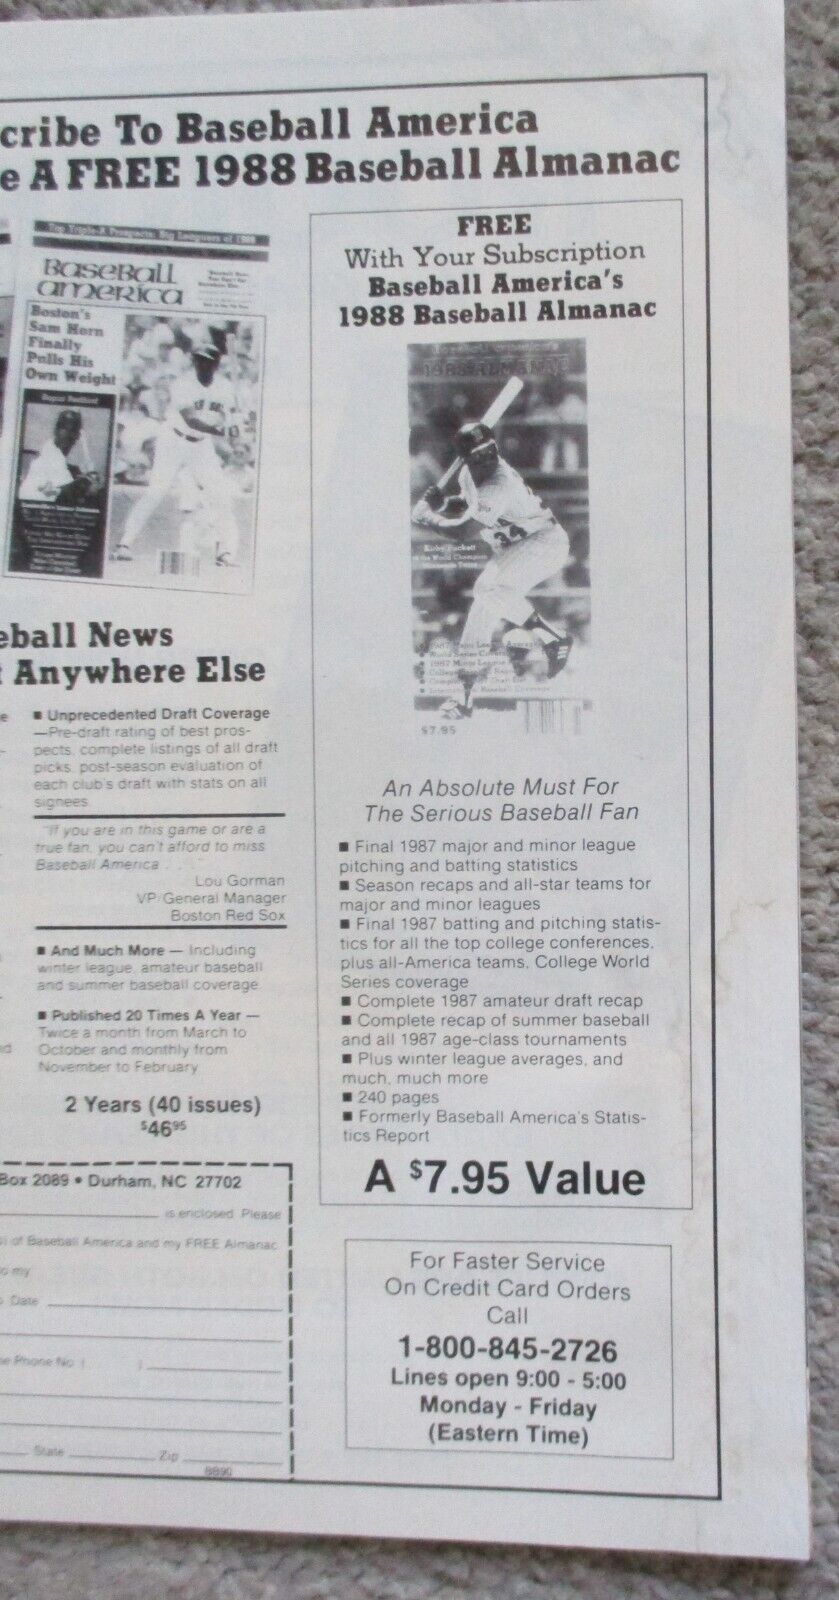 cribe To Baseball America
e A FREE 1988 Baseball Almanac
Top Triple-A Prospects: Big Leaguers of 1989
BaseBall
america
Boston's
Sam Horn
Finally
Pulls His
Own Weight
eball News
t Anywhere Else
■ Unprecedented Draft Coverage
—Pre-draft rating of best pros-
pects, complete listings of all draft
picks, post-season evaluation of
each club's draft with stats on all
signees.
"If you are in this game or are a
true fan, you can't afford to miss
Baseball America . . .
Lou Gorman
VP/General Manager
Boston Red Sox
■ And Much More — Including
winter league, amateur baseball
and summer baseball coverage.
■ Published 20 Times A Year —
Twice a month from March to
October and monthly from
November to February.
2 Years (40 issues)
$46.95
Box 2089 • Durham, NC 27702
is enclosed. Please
) of Baseball America and my FREE Almanac
o my
Date
e Phone No. ( )
State Zip
BB90
FREE
With Your Subscription
Baseball America's
1988 Baseball Almanac
1988 ALMANAC
Kirby Puckett
$7.95
An Absolute Must For
The Serious Baseball Fan
■ Final 1987 major and minor league
pitching and batting statistics
■ Season recaps and all-star teams for
major and minor leagues
■ Final 1987 batting and pitching statis-
tics for all the top college conferences,
plus all-America teams, College World
Series coverage
■ Complete 1987 amateur draft recap
■ Complete recap of summer baseball
and all 1987 age-class tournaments
■ Plus winter league averages, and
much, much more
■ 240 pages
■ Formerly Baseball America's Statis-
tics Report
A $7.95 Value
For Faster Service
On Credit Card Orders
Call
1-800-845-2726
Lines open 9:00 - 5:00
Monday - Friday
(Eastern Time)